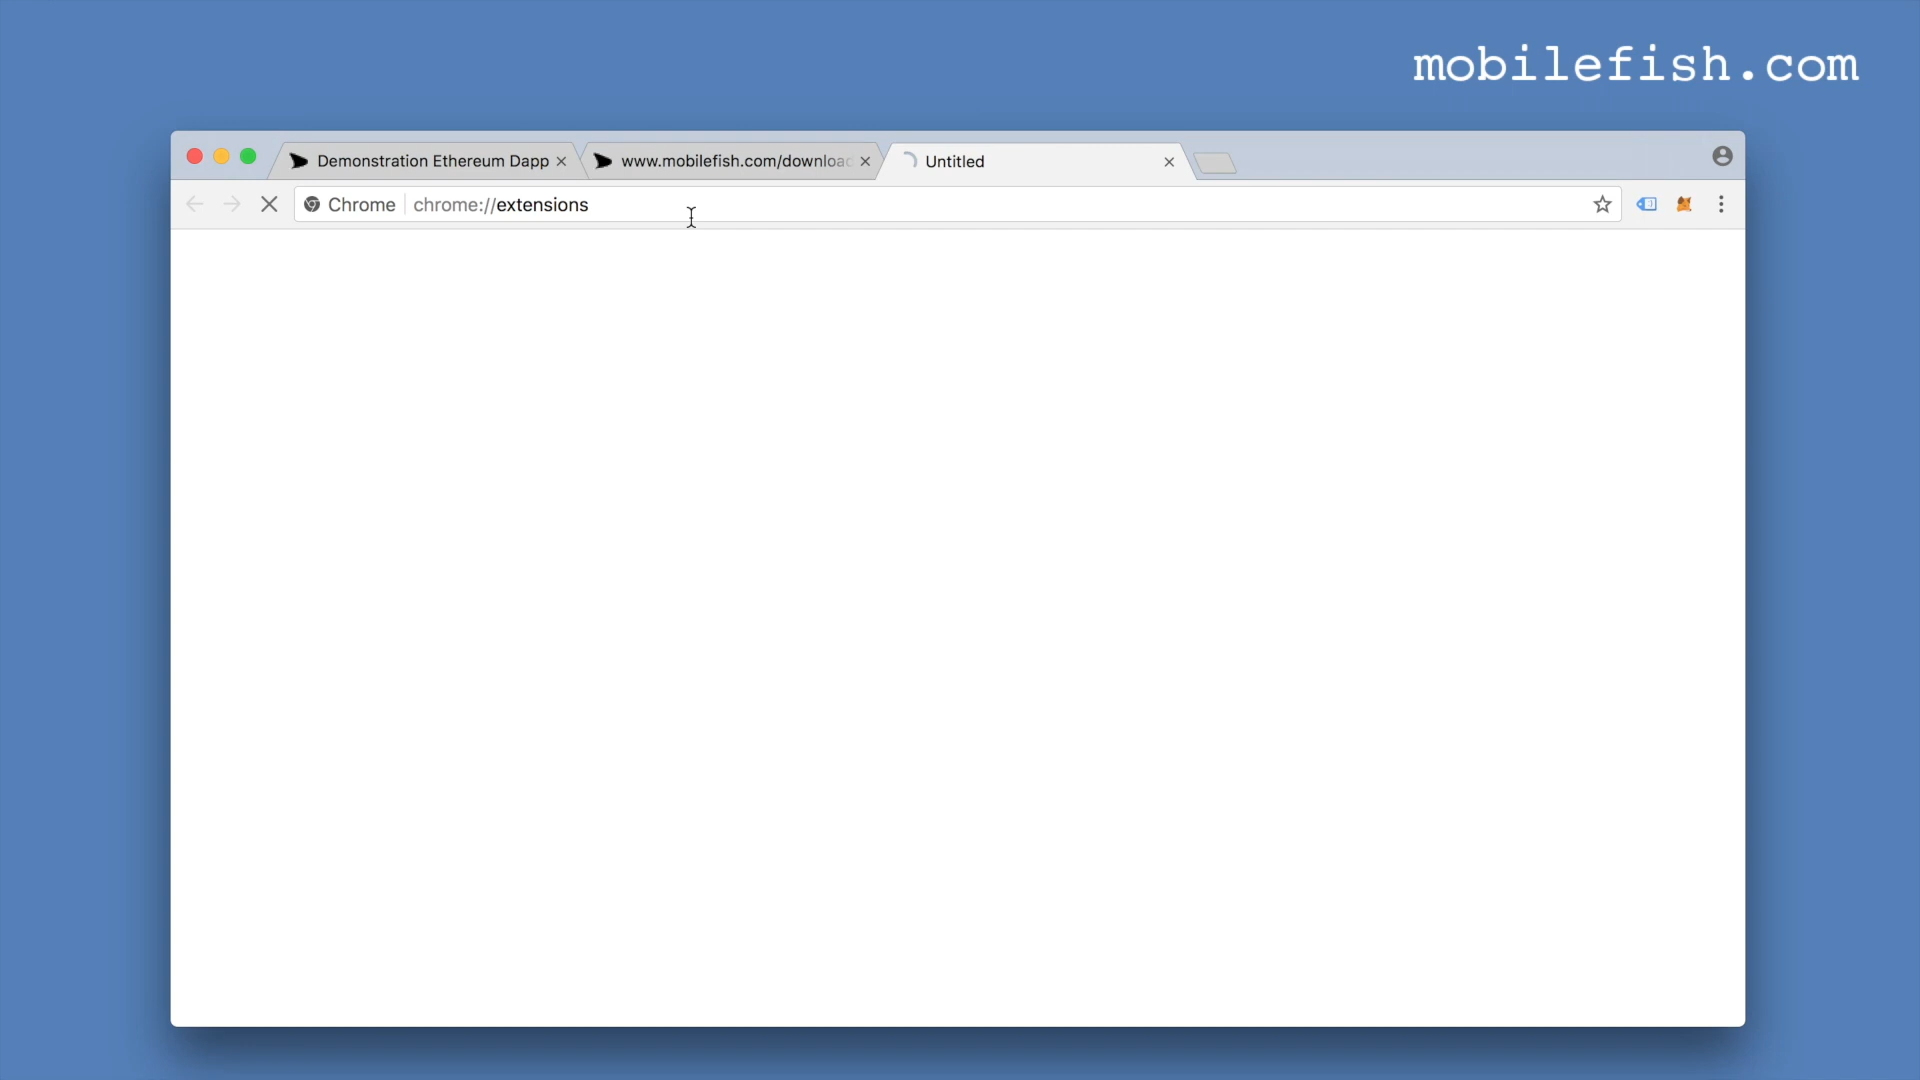 mobilefish.com
Demonstration Ethereum Dapp
www.mobilefish.com/downloa
Untitled
Chrome
chrome://extensions